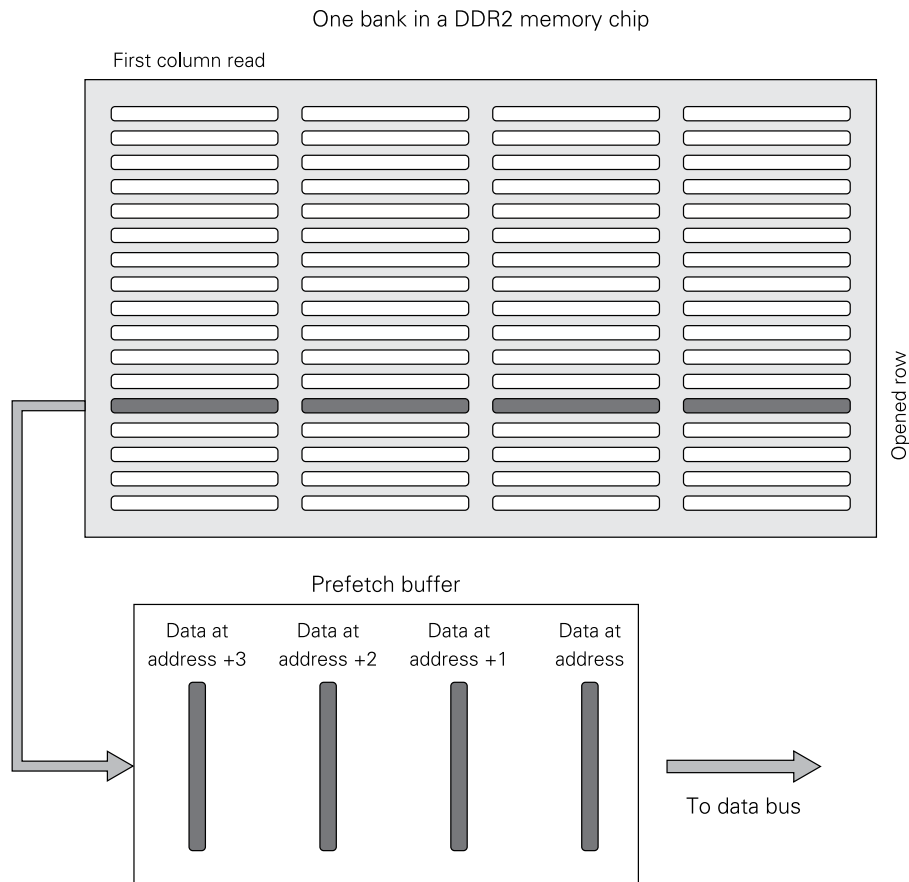 One bank in a DDR2 memory chip
First column read
Opened row
Prefetch buffer
Data at
address +3
Data at
address +2
Data at
address +1
Data at
address
To data bus